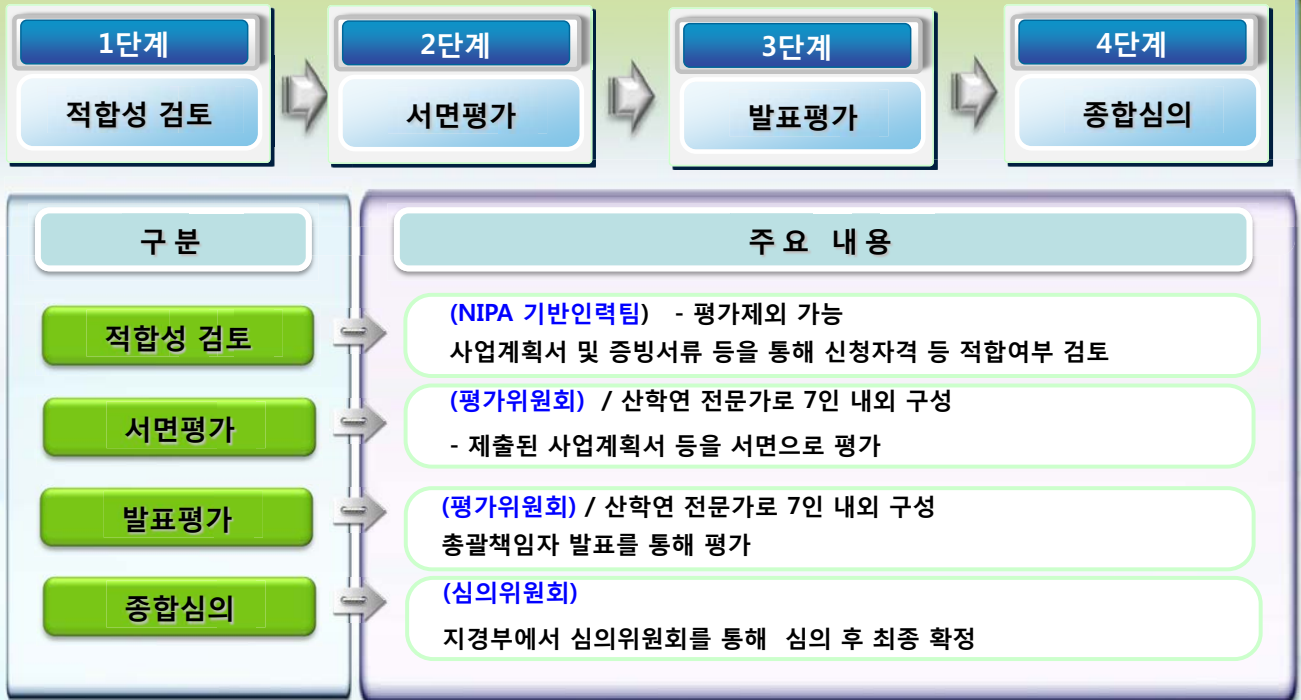 1단계
2단계
3단계
4단계
적합성 검토
서면평가
발표평가
종합심의
구 분
주 요 내 용
적합성 검토
(NIPA 기반인력팀) - 평가제외 가능
사업계획서 및 증빙서류 등을 통해 신청자격 등 적합여부 검토
서면평가
(평가위원회) / 산학연 전문가로 7인 내외 구성
- 제출된 사업계획서 등을 서면으로 평가
발표평가
(평가위원회) / 산학연 전문가로 7인 내외 구성
총괄책임자 발표를 통해 평가
종합심의
(심의위원회)
지경부에서 심의위원회를 통해 심의 후 최종 확정